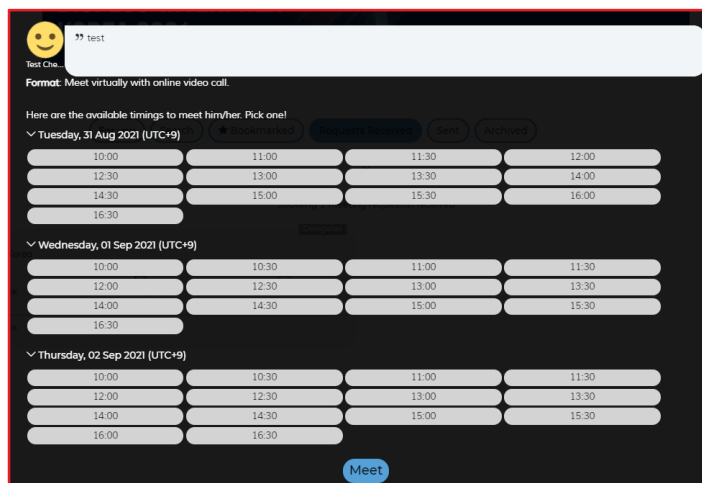 test
Test Che...
Format: Meet virtually with online video call.
Here are the available timings to meet him/her. Pick one!
★ Bookmarked Requests Received Sent Archived
Tuesday, 31 Aug 2021 (UTC+9)
10:00 11:00 11:30 12:00
12:30 13:00 13:30 14:00
14:30 15:00 15:30 16:00
16:30
Wednesday, 01 Sep 2021 (UTC+9)
10:00 10:30 11:00 11:30
12:00 12:30 13:00 13:30
14:00 14:30 15:00 15:30
16:30
Thursday, 02 Sep 2021 (UTC+9)
10:00 10:30 11:00 11:30
12:00 12:30 13:00 13:30
14:00 14:30 15:00 15:30
16:00 16:30
Meet